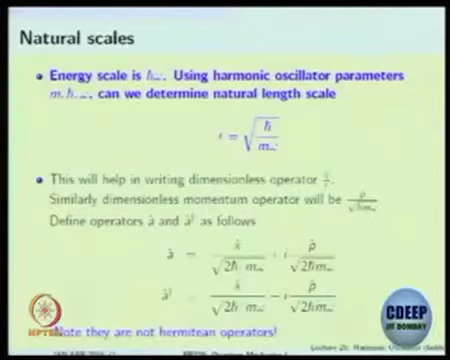 Natural scales
Energy scale is ℏω. Using harmonic oscillator parameters
m, ℏ, ω, can we determine natural length scale
ℓ = √(ℏ/mω)
This will help in writing dimensionless operator x̂/ℓ.
Similarly dimensionless momentum operator will be p̂/√(ℏmω)
Define operators â and â† as follows
â = x̂/√(2ℏ/mω) + i p̂/√(2ℏmω)
â† = x̂/√(2ℏ/mω) − i p̂/√(2ℏmω)
Note they are not hermitean operators!
NPTEL
CDEEP
IIT BOMBAY